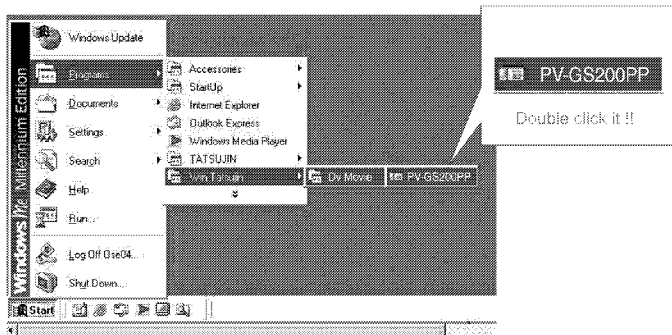 Windows Me Millennium Edition
Windows Update
Programs
Documents
Settings
Search
Help
Run...
Log Off Ose04...
Shut Down...
Accessories
StartUp
Internet Explorer
Outlook Express
Windows Media Player
TATSUJIN
Win Tatsujin
Dv Movie
PV-GS200PP
Start
PV-GS200PP
Double click it !!